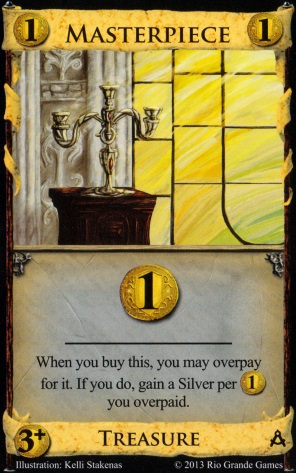 1 MASTERPIECE 1
1
When you buy this, you may overpay
for it. If you do, gain a Silver per 1
you overpaid.
3+ TREASURE
Illustration: Kelli Stakenas © 2013 Rio Grande Games